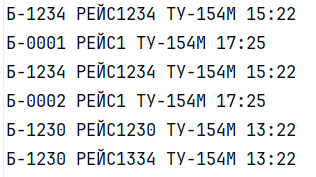 Б-1234 РЕЙС1234 ТУ-154М 15:22
Б-0001 РЕЙС1 ТУ-154М 17:25
Б-1234 РЕЙС1234 ТУ-154М 15:22
Б-0002 РЕЙС1 ТУ-154М 17:25
Б-1230 РЕЙС1230 ТУ-154М 13:22
Б-1230 РЕЙС1334 ТУ-154М 13:22